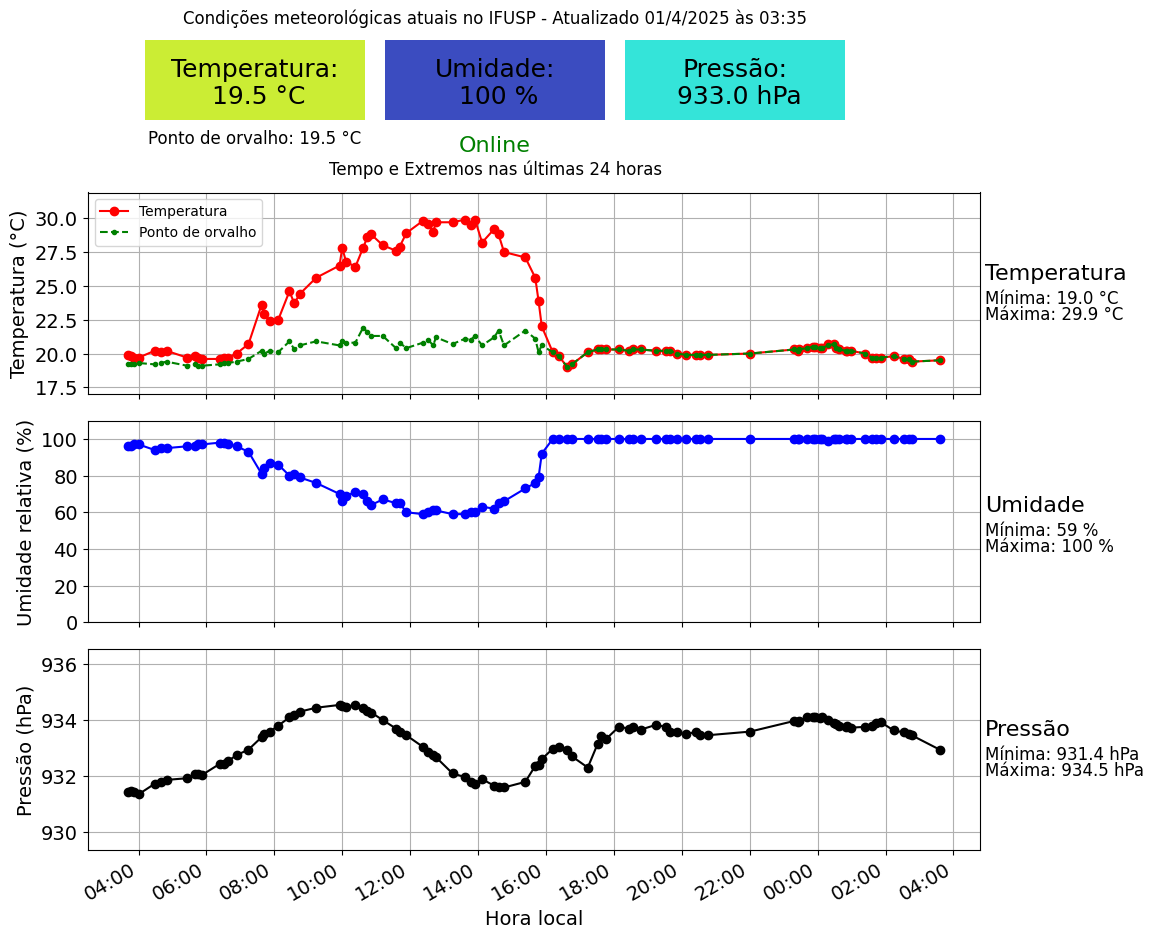 Condições meteorológicas atuais no IFUSP - Atualizado 01/4/2025 às 03:35
Temperatura:
19.5 °C
Umidade:
100 %
Pressão:
933.0 hPa
Ponto de orvalho: 19.5 °C
Online
Tempo e Extremos nas últimas 24 horas
Temperatura (°C)
30.0
27.5
25.0
22.5
20.0
17.5
Temperatura
Ponto de orvalho
Temperatura
Mínima: 19.0 °C
Máxima: 29.9 °C
Umidade relativa (%)
100
80
60
40
20
0
Umidade
Mínima: 59 %
Máxima: 100 %
Pressão (hPa)
936
934
932
930
Pressão
Mínima: 931.4 hPa
Máxima: 934.5 hPa
04:00
06:00
08:00
10:00
12:00
14:00
16:00
18:00
20:00
22:00
00:00
02:00
04:00
Hora local